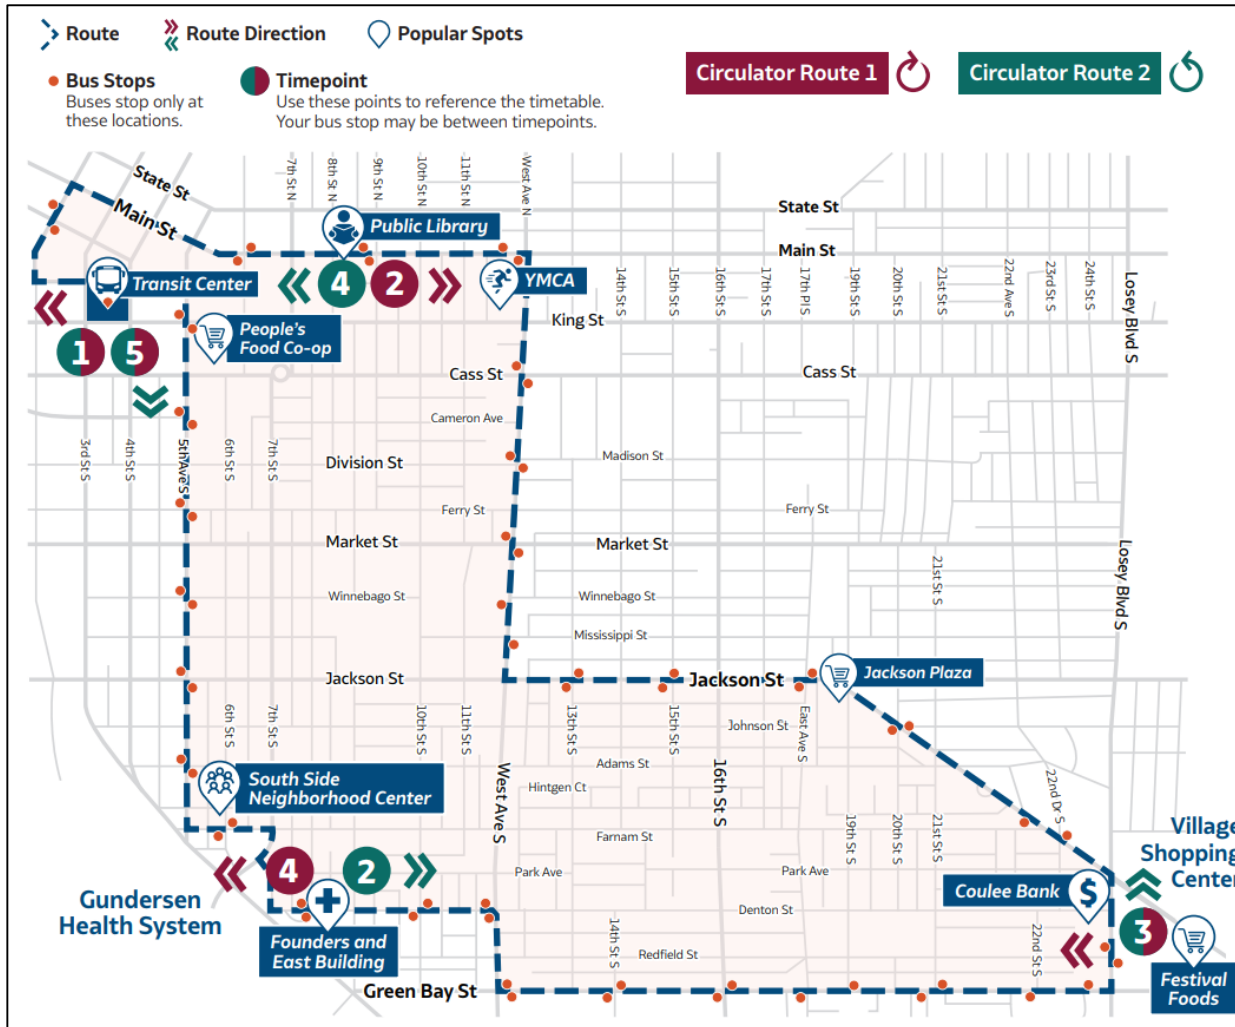 Route
Route Direction
Popular Spots
Circulator Route 1
Circulator Route 2
Bus Stops
Buses stop only at
these locations.
Timepoint
Use these points to reference the timetable.
Your bus stop may be between timepoints.
7th St N
8th St N
9th St N
10th St N
11th St N
West Ave N
State St
Main St
State St
Main St
Public Library
Transit Center
4
2
YMCA
14th St S
15th St S
16th St S
17th St S
17th Pl S
19th St S
20th St S
21st St S
22nd Ave S
23rd St S
24th St S
Losey Blvd S
King St
People's
Food Co-op
1
5
Cass St
Cass St
Cameron Ave
3rd St S
4th St S
5th Ave S
6th St S
7th St S
Division St
Madison St
Ferry St
Ferry St
Market St
Market St
Losey Blvd S
21st St S
Winnebago St
Winnebago St
Mississippi St
Jackson St
Jackson St
Jackson Plaza
6th St S
7th St S
10th St S
11th St S
13th St S
15th St S
East Ave S
Johnson St
South Side
Neighborhood Center
West Ave S
Adams St
16th St S
Hintgen Ct
22nd Dr S
Farnam St
19th St S
20th St S
21st St S
Village
Shopping
Center
4
2
Park Ave
Park Ave
Coulee Bank
$
Gundersen
Health System
Denton St
14th St S
22nd St S
3
Founders and
East Building
Redfield St
Green Bay St
Festival
Foods